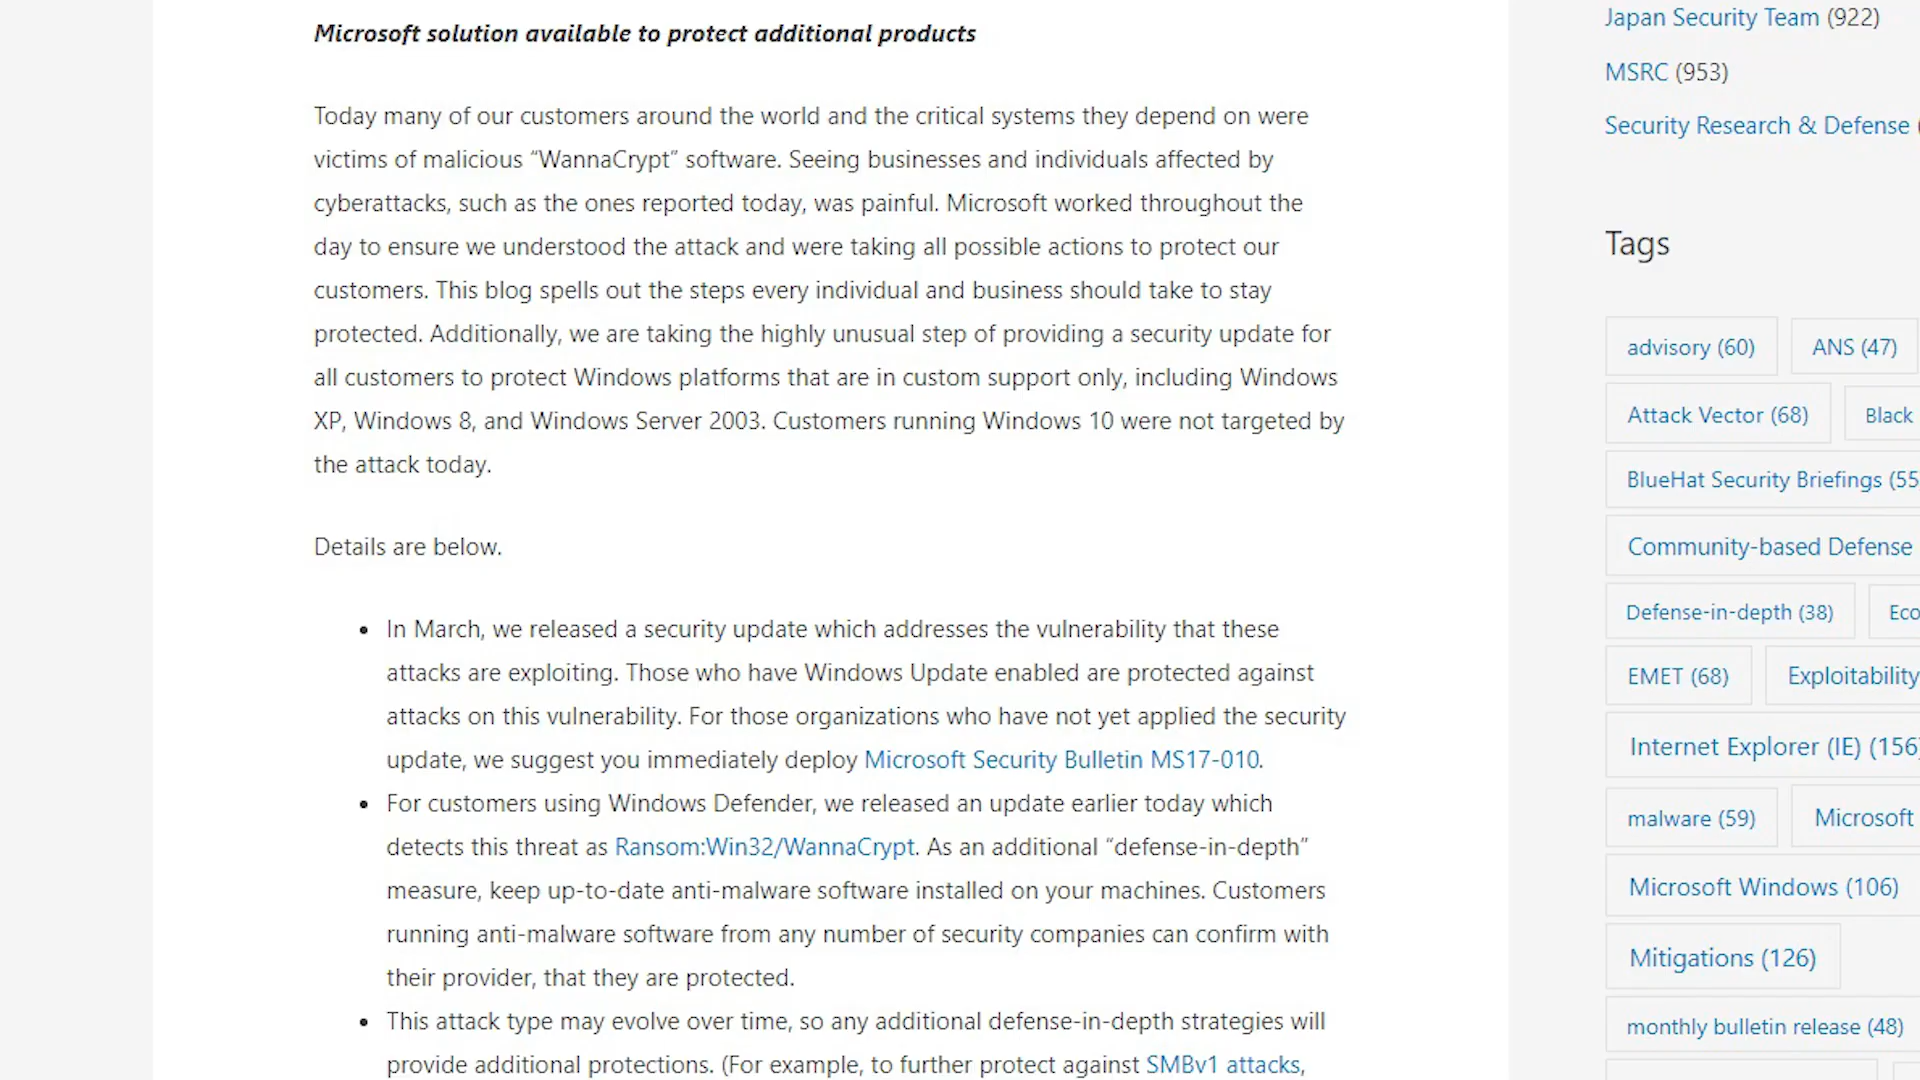 Microsoft solution available to protect additional products
Today many of our customers around the world and the critical systems they depend on were
victims of malicious “WannaCrypt” software. Seeing businesses and individuals affected by
cyberattacks, such as the ones reported today, was painful. Microsoft worked throughout the
day to ensure we understood the attack and were taking all possible actions to protect our
customers. This blog spells out the steps every individual and business should take to stay
protected. Additionally, we are taking the highly unusual step of providing a security update for
all customers to protect Windows platforms that are in custom support only, including Windows
XP, Windows 8, and Windows Server 2003. Customers running Windows 10 were not targeted by
the attack today.
Details are below.
• In March, we released a security update which addresses the vulnerability that these
attacks are exploiting. Those who have Windows Update enabled are protected against
attacks on this vulnerability. For those organizations who have not yet applied the security
update, we suggest you immediately deploy Microsoft Security Bulletin MS17-010.
• For customers using Windows Defender, we released an update earlier today which
detects this threat as Ransom:Win32/WannaCrypt. As an additional “defense-in-depth”
measure, keep up-to-date anti-malware software installed on your machines. Customers
running anti-malware software from any number of security companies can confirm with
their provider, that they are protected.
• This attack type may evolve over time, so any additional defense-in-depth strategies will
provide additional protections. (For example, to further protect against SMBv1 attacks,
Japan Security Team (922)
MSRC (953)
Security Research & Defense (
Tags
advisory (60) ANS (47)
Attack Vector (68) Black
BlueHat Security Briefings (55
Community-based Defense
Defense-in-depth (38) Eco
EMET (68) Exploitability
Internet Explorer (IE) (156)
malware (59) Microsoft
Microsoft Windows (106)
Mitigations (126)
monthly bulletin release (48)